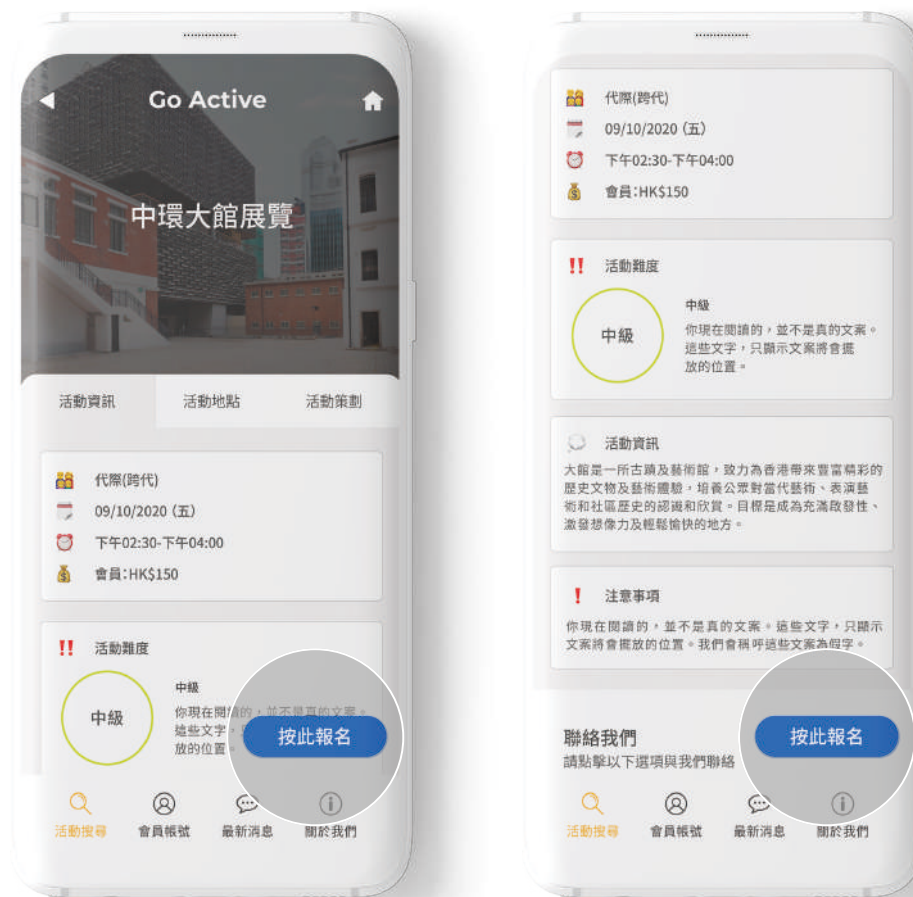 Go Active
中環大館展覽
活動資訊
活動地點
活動策劃
代際(跨代)
09/10/2020 (五)
下午02:30-下午04:00
會員:HK$150
活動難度
中級
中級
你現在閱讀的,並不是真的文案。
這些文字,
放的位置。
按此報名
活動搜尋
會員帳號
最新消息
關於我們
代際(跨代)
09/10/2020 (五)
下午02:30-下午04:00
會員:HK$150
活動難度
中級
中級
你現在閱讀的,並不是真的文案。
這些文字,只顯示文案將會擺
放的位置。
活動資訊
大館是一所古蹟及藝術館,致力為香港帶來豐富精彩的
歷史文物及藝術體驗,培養公眾對當代藝術、表演藝
術和社區歷史的認識和欣賞。目標是成為充滿啟發性、
激發想像力及輕鬆愉快的地方。
注意事項
你現在閱讀的,並不是真的文案。這些文字,只顯示
文案將會擺放的位置。我們會稱呼這些文案為假字。
聯絡我們
請點擊以下選項與我們聯絡
按此報名
活動搜尋
會員帳號
最新消息
關於我們